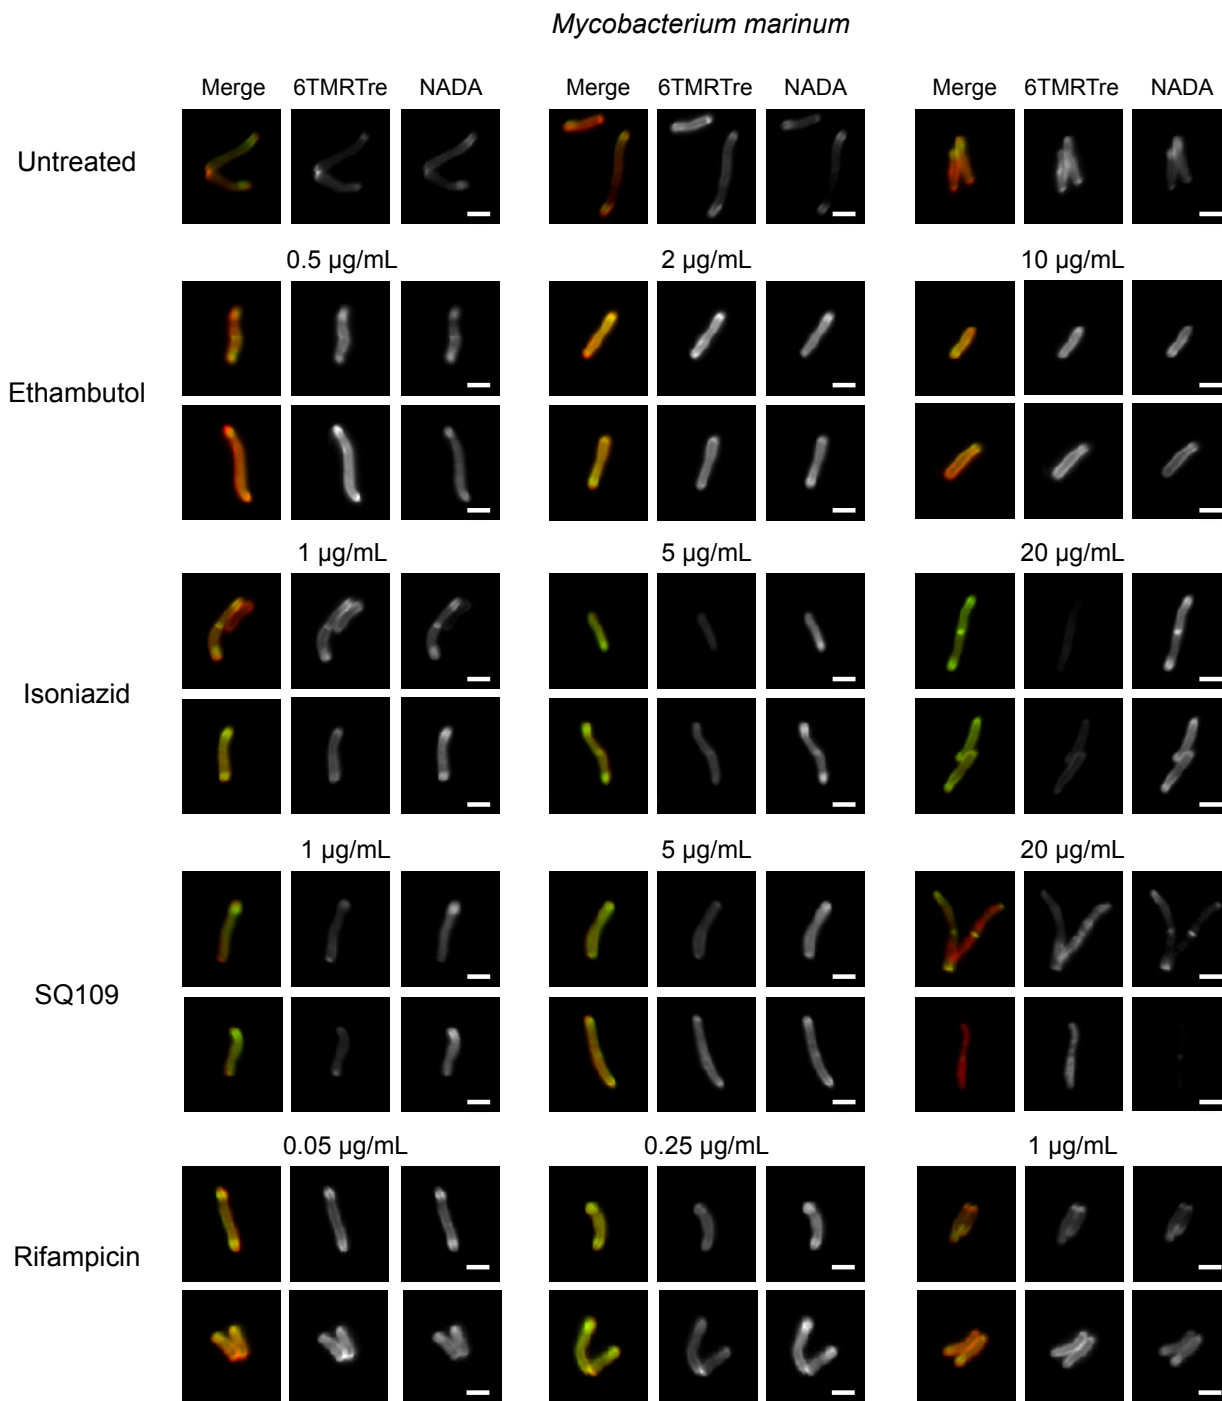 Mycobacterium marinum
Merge 6TMRTre NADA Merge 6TMRTre NADA Merge 6TMRTre NADA
Untreated
0.5 µg/mL 2 µg/mL 10 µg/mL
Ethambutol
1 µg/mL 5 µg/mL 20 µg/mL
Isoniazid
1 µg/mL 5 µg/mL 20 µg/mL
SQ109
0.05 µg/mL 0.25 µg/mL 1 µg/mL
Rifampicin